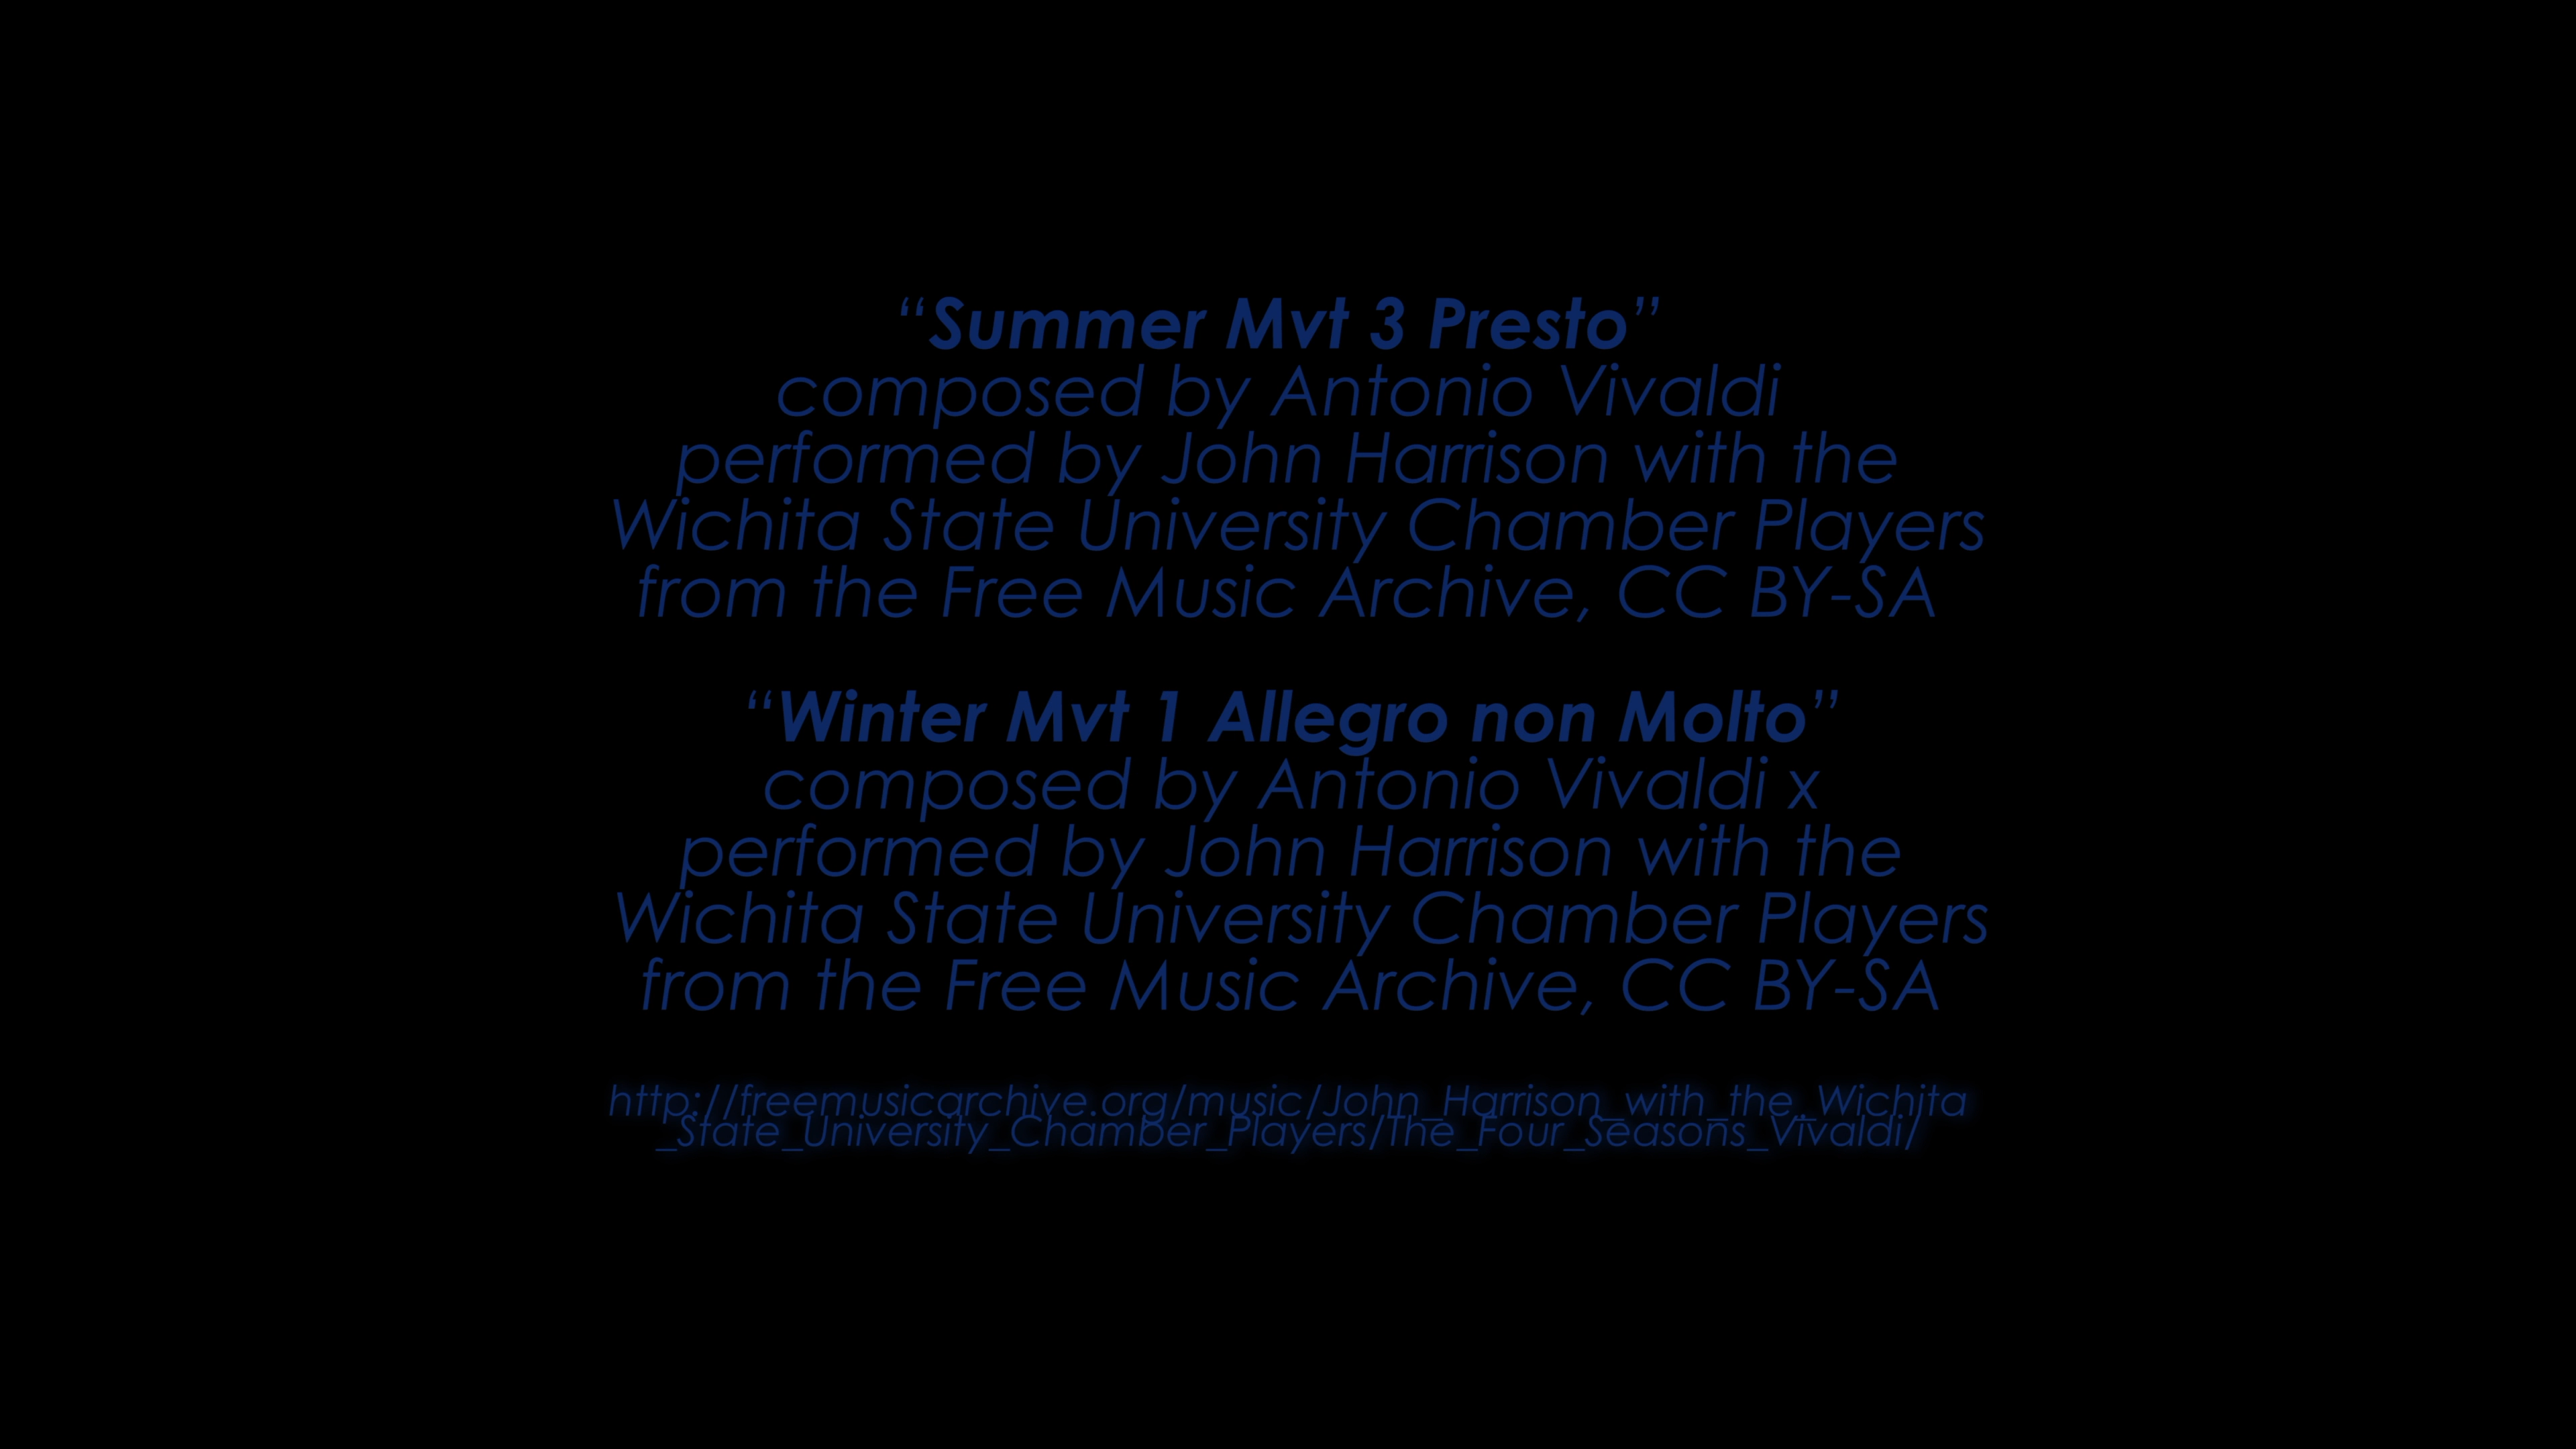 “Summer Mvt 3 Presto”
composed by Antonio Vivaldi
performed by John Harrison with the
Wichita State University Chamber Players
from the Free Music Archive, CC BY-SA
“Winter Mvt 1 Allegro non Molto”
composed by Antonio Vivaldi x
performed by John Harrison with the
Wichita State University Chamber Players
from the Free Music Archive, CC BY-SA
http://freemusicarchive.org/music/John_Harrison_with_the_Wichita
_State_University_Chamber_Players/The_Four_Seasons_Vivaldi/